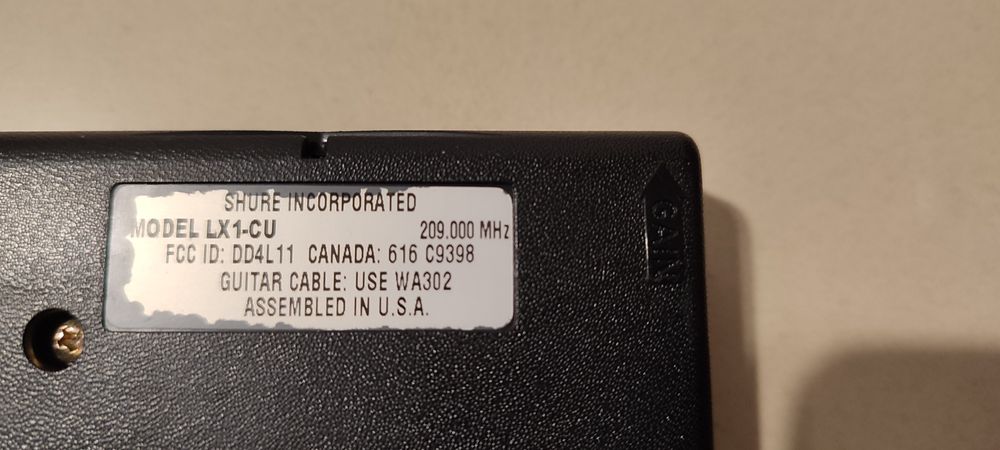 SHURE INCORPORATED
MODEL LX1-CU 209.000 MHz
FCC ID: DD4L11 CANADA: 616 C9398
GUITAR CABLE: USE WA302
ASSEMBLED IN U.S.A.
GAIN